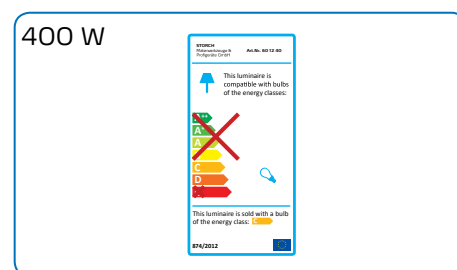 400 W
STORCH
Malerwerkzeuge &
Profigeräte GmbH
Art.Nr. 60 12 40
This luminaire is
compatible with bulbs
of the energy classes:
A
A
C
D
This luminaire is sold with a bulb
of the energy class: C
874/2012